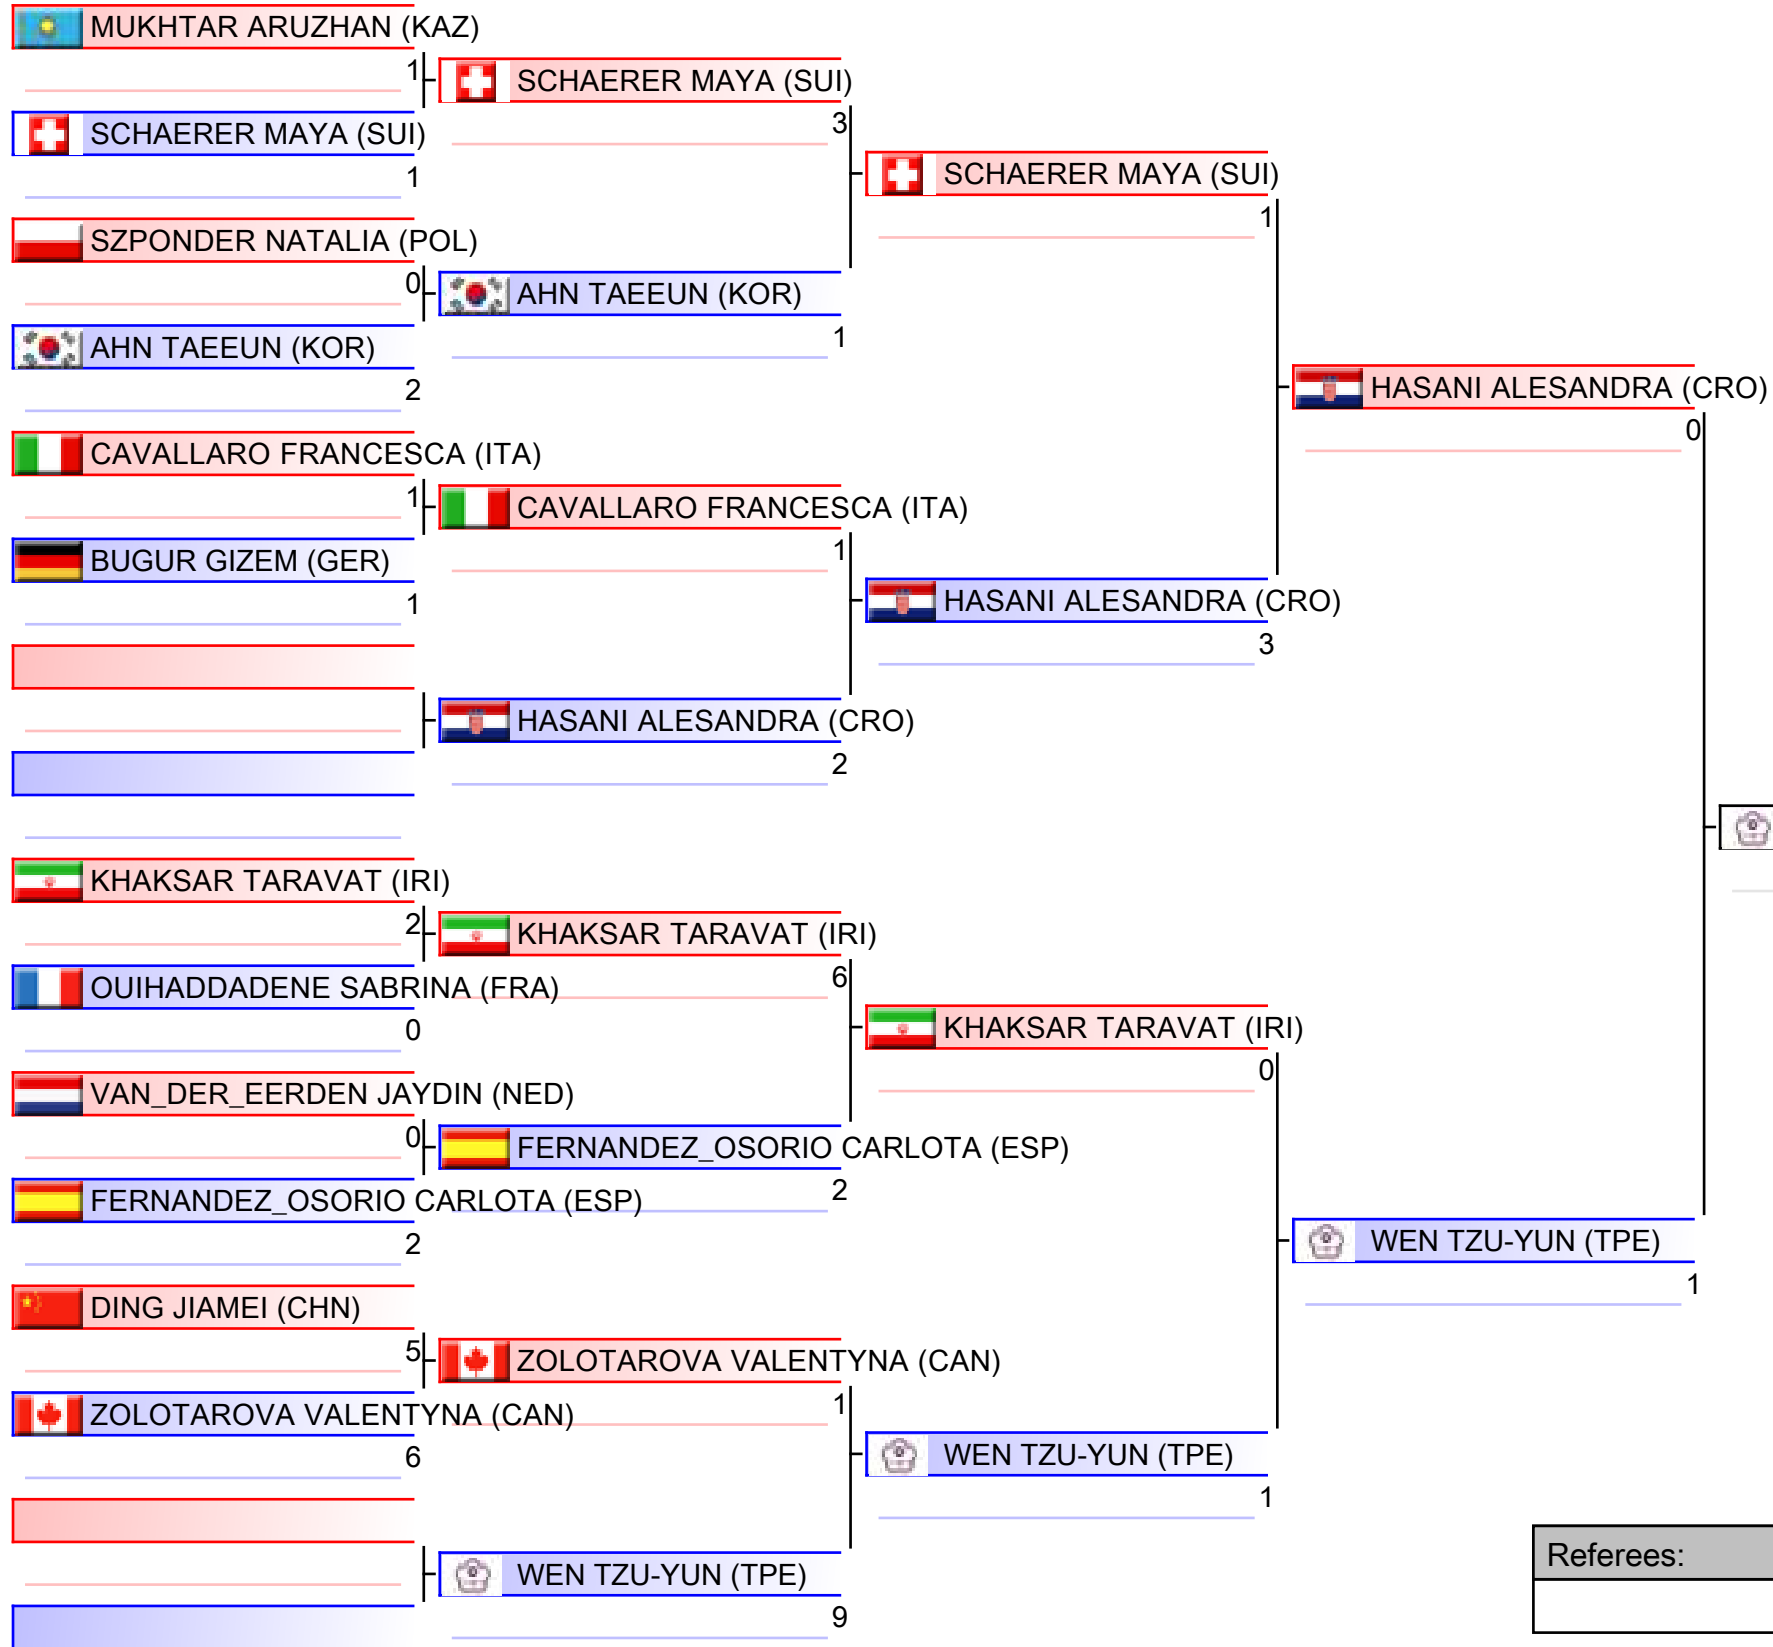 MUKHTAR ARUZHAN (KAZ)
1
SCHAERER MAYA (SUI)
SCHAERER MAYA (SUI)
3
1
SCHAERER MAYA (SUI)
1
SZPONDER NATALIA (POL)
0
AHN TAEEUN (KOR)
AHN TAEEUN (KOR)
1
2
HASANI ALESANDRA (CRO)
0
CAVALLARO FRANCESCA (ITA)
1
CAVALLARO FRANCESCA (ITA)
1
BUGUR GIZEM (GER)
1
HASANI ALESANDRA (CRO)
3
HASANI ALESANDRA (CRO)
2
KHAKSAR TARAVAT (IRI)
2
KHAKSAR TARAVAT (IRI)
6
OUIHADDADENE SABRINA (FRA)
0
KHAKSAR TARAVAT (IRI)
0
VAN_DER_EERDEN JAYDIN (NED)
0
FERNANDEZ_OSORIO CARLOTA (ESP)
2
FERNANDEZ_OSORIO CARLOTA (ESP)
2
WEN TZU-YUN (TPE)
1
DING JIAMEI (CHN)
5
ZOLOTAROVA VALENTYNA (CAN)
1
ZOLOTAROVA VALENTYNA (CAN)
6
WEN TZU-YUN (TPE)
1
WEN TZU-YUN (TPE)
9
Referees: